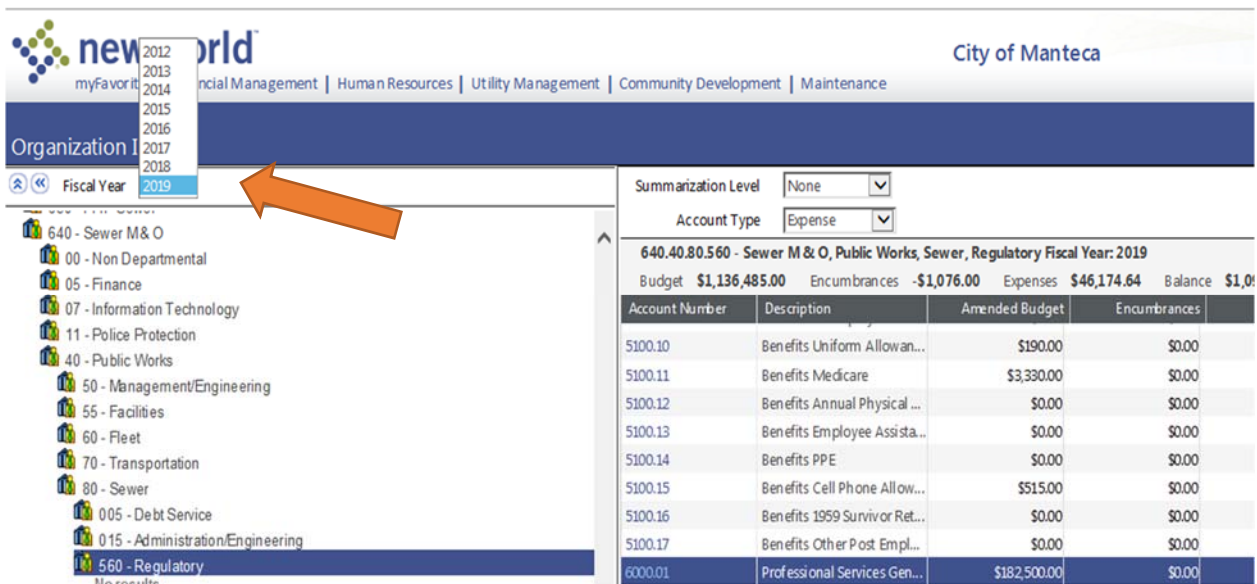 new rld
City of Manteca
myFavorit ncial Management | Human Resources | Utility Management | Community Development | Maintenance
2012
2013
2014
2015
2016
2017
2018
2019
Organization I
Fiscal Year
Summarization Level None
Account Type Expense
640 - Sewer M& O
00 - Non Departmental
05 - Finance
07 - Information Technology
11 - Police Protection
40 - Public Works
50 - Management/Engineering
55 - Facilities
60 - Fleet
70 - Transportation
80 - Sewer
005 - Debt Service
015 - Administration/Engineering
560 - Regulatory
No results
640.40.80.560 - Sewer M & O, Public Works, Sewer, Regulatory Fiscal Year: 2019
Budget $1,136,485.00 Encumbrances -$1,076.00 Expenses $46,174.64 Balance $1,0
Account Number Description Amended Budget Encumbrances
5100.10 Benefits Uniform Allowan... $190.00 $0.00
5100.11 Benefits Medicare $3,330.00 $0.00
5100.12 Benefits Annual Physical ... $0.00 $0.00
5100.13 Benefits Employee Assista... $0.00 $0.00
5100.14 Benefits PPE $0.00 $0.00
5100.15 Benefits Cell Phone Allow... $515.00 $0.00
5100.16 Benefits 1959 Survivor Ret... $0.00 $0.00
5100.17 Benefits Other Post Empl... $0.00 $0.00
6000.01 Professional Services Gen... $182,500.00 $0.00